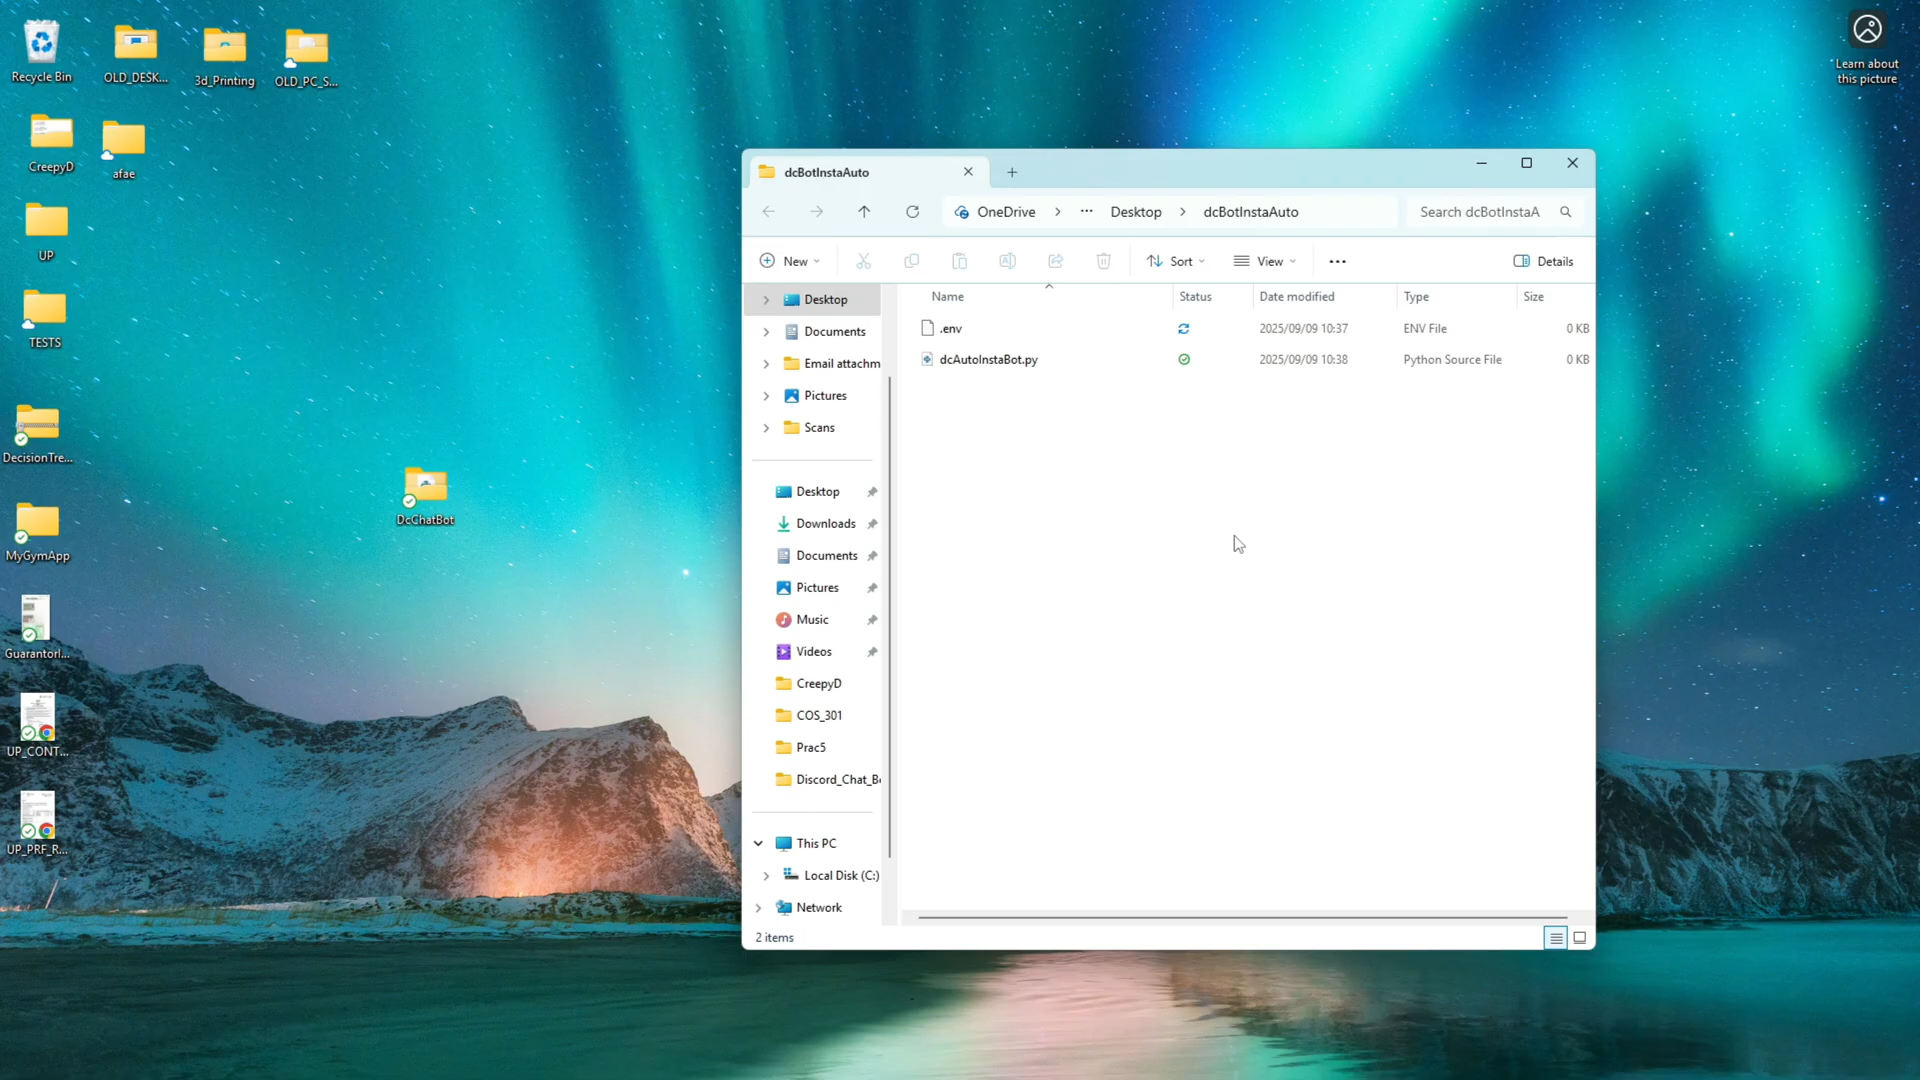 Recycle Bin
OLD_DESK...
3d_Printing
OLD_PC_S...
CreepyD
afae
UP
TESTS
DecisionTre...
MyGymApp
GuarantorI...
UP_CONT...
UP_PRF_R...
DcChatBot
Learn about
this picture
dcBotInstaAuto
OneDrive > ... Desktop > dcBotInstaAuto
Search dcBotInstaA
New
Sort
View
...
Details
Desktop
Documents
Email attachm
Pictures
Scans
Desktop
Downloads
Documents
Pictures
Music
Videos
CreepyD
COS_301
Prac5
Discord_Chat_Bo
This PC
Local Disk (C:)
Network
Name Status Date modified Type Size
.env 2025/09/09 10:37 ENV File 0 KB
dcAutoInstaBot.py 2025/09/09 10:38 Python Source File 0 KB
2 items